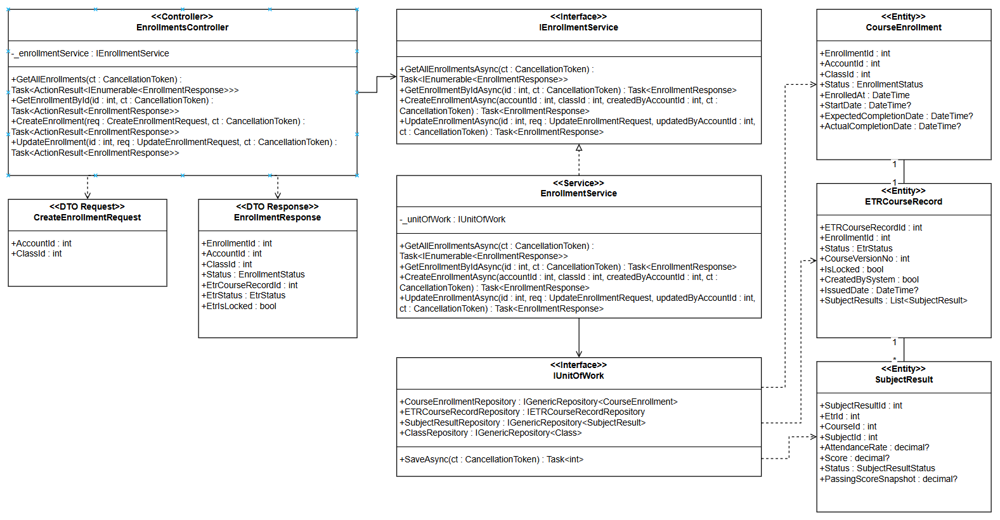 <<Controller>>
EnrollmentsController
-_enrollmentService : IEnrollmentService
+GetAllEnrollments(ct : CancellationToken) :
Task<ActionResult<IEnumerable<EnrollmentResponse>>>
+GetEnrollmentById(id : int, ct : CancellationToken) :
Task<ActionResult<EnrollmentResponse>>
+CreateEnrollment(req : CreateEnrollmentRequest, ct : CancellationToken) :
Task<ActionResult<EnrollmentResponse>>
+UpdateEnrollment(id : int, req : UpdateEnrollmentRequest, ct : CancellationToken) :
Task<ActionResult<EnrollmentResponse>>
<<DTO Request>>
CreateEnrollmentRequest
+AccountId : int
+ClassId : int
<<DTO Response>>
EnrollmentResponse
+EnrollmentId : int
+AccountId : int
+ClassId : int
+Status : EnrollmentStatus
+EtrCourseRecordId : int
+EtrStatus : EtrStatus
+EtrIsLocked : bool
<<Interface>>
IEnrollmentService
+GetAllEnrollmentsAsync(ct : CancellationToken) :
Task<IEnumerable<EnrollmentResponse>>
+GetEnrollmentByIdAsync(id : int, ct : CancellationToken) : Task<EnrollmentResponse>
+CreateEnrollmentAsync(accountId : int, classId : int, createdByAccountId : int, ct :
CancellationToken) : Task<EnrollmentResponse>
+UpdateEnrollmentAsync(id : int, req : UpdateEnrollmentRequest, updatedByAccountId : int,
ct : CancellationToken) : Task<EnrollmentResponse>
<<Service>>
EnrollmentService
-_unitOfWork : IUnitOfWork
+GetAllEnrollmentsAsync(ct : CancellationToken) :
Task<IEnumerable<EnrollmentResponse>>
+GetEnrollmentByIdAsync(id : int, ct : CancellationToken) : Task<EnrollmentResponse>
+CreateEnrollmentAsync(accountId : int, classId : int, createdByAccountId : int, ct :
CancellationToken) : Task<EnrollmentResponse>
+UpdateEnrollmentAsync(id : int, req : UpdateEnrollmentRequest, updatedByAccountId : int,
ct : CancellationToken) : Task<EnrollmentResponse>
<<Interface>>
IUnitOfWork
+CourseEnrollmentRepository : IGenericRepository<CourseEnrollment>
+ETRCourseRecordRepository : IETRCourseRecordRepository
+SubjectResultRepository : IGenericRepository<SubjectResult>
+ClassRepository : IGenericRepository<Class>
+SaveAsync(ct : CancellationToken) : Task<int>
<<Entity>>
CourseEnrollment
+EnrollmentId : int
+AccountId : int
+ClassId : int
+Status : EnrollmentStatus
+EnrolledAt : DateTime
+StartDate : DateTime?
+ExpectedCompletionDate : DateTime?
+ActualCompletionDate : DateTime?
1
1
<<Entity>>
ETRCourseRecord
+ETRCourseRecordId : int
+EnrollmentId : int
+Status : EtrStatus
+CourseVersionNo : int
+IsLocked : bool
+CreatedBySystem : bool
+IssuedDate : DateTime?
+SubjectResults : List<SubjectResult>
1
*
<<Entity>>
SubjectResult
+SubjectResultId : int
+EtrId : int
+CourseId : int
+SubjectId : int
+AttendanceRate : decimal?
+Score : decimal?
+Status : SubjectResultStatus
+PassingScoreSnapshot : decimal?